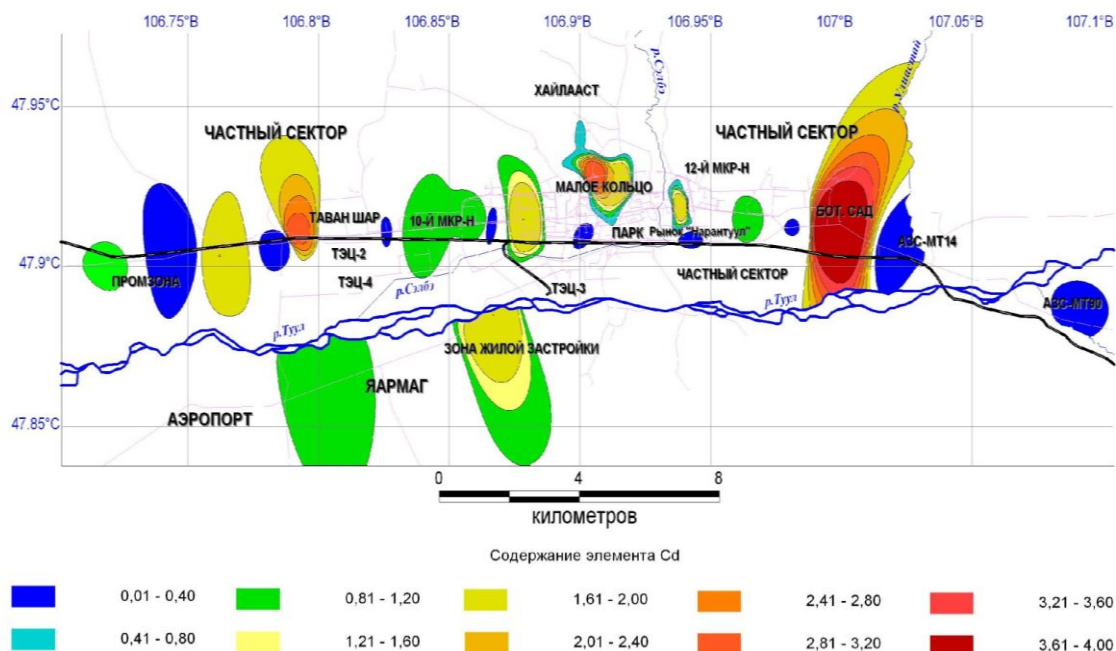 106.75°В 106.8°В 106.85°В 106.9°В 106.95°В 107°В 107.05°В 107.1°В
р.Сэлбэ
р.Улиастай
ХАЙЛААСТ
47.95°С
ЧАСТНЫЙ СЕКТОР
ЧАСТНЫЙ СЕКТОР
12-Й МКР-Н
МАЛОЕ КОЛЬЦО
ТАВАН ШАР
10-Й МКР-Н
БОТ. САД
ПАРК
Рынок "Нарантуул"
АЗС-МТ14
47.9°С
ТЭЦ-2
ПРОМЗОНА
ТЭЦ-4
р.Сэлбэ
ТЭЦ-3
ЧАСТНЫЙ СЕКТОР
р.Туул
АЗС-МТ90
р.Туул
ЗОНА ЖИЛОЙ ЗАСТРОЙКИ
ЯАРМАГ
АЭРОПОРТ
47.85°С
0 4 8
километров
Содержание элемента Cd
0,01 - 0,40 0,81 - 1,20 1,61 - 2,00 2,41 - 2,80 3,21 - 3,60
0,41 - 0,80 1,21 - 1,60 2,01 - 2,40 2,81 - 3,20 3,61 - 4,00